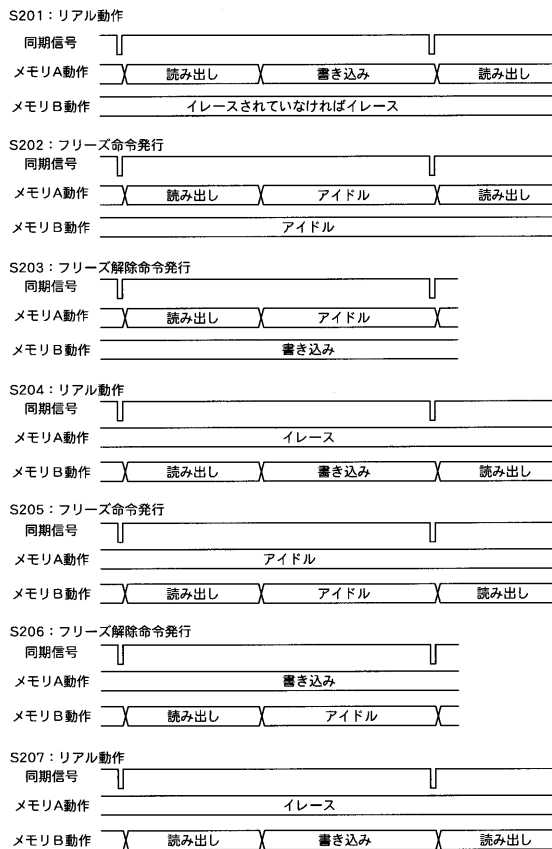 S201：リアル動作
同期信号
メモリA動作 読み出し 書き込み 読み出し
メモリB動作 イレースされていなければイレース
S202：フリーズ命令発行
同期信号
メモリA動作 読み出し アイドル 読み出し
メモリB動作 アイドル
S203：フリーズ解除命令発行
同期信号
メモリA動作 読み出し アイドル
メモリB動作 書き込み
S204：リアル動作
同期信号
メモリA動作 イレース
メモリB動作 読み出し 書き込み 読み出し
S205：フリーズ命令発行
同期信号
メモリA動作 アイドル
メモリB動作 読み出し アイドル 読み出し
S206：フリーズ解除命令発行
同期信号
メモリA動作 書き込み
メモリB動作 読み出し アイドル
S207：リアル動作
同期信号
メモリA動作 イレース
メモリB動作 読み出し 書き込み 読み出し